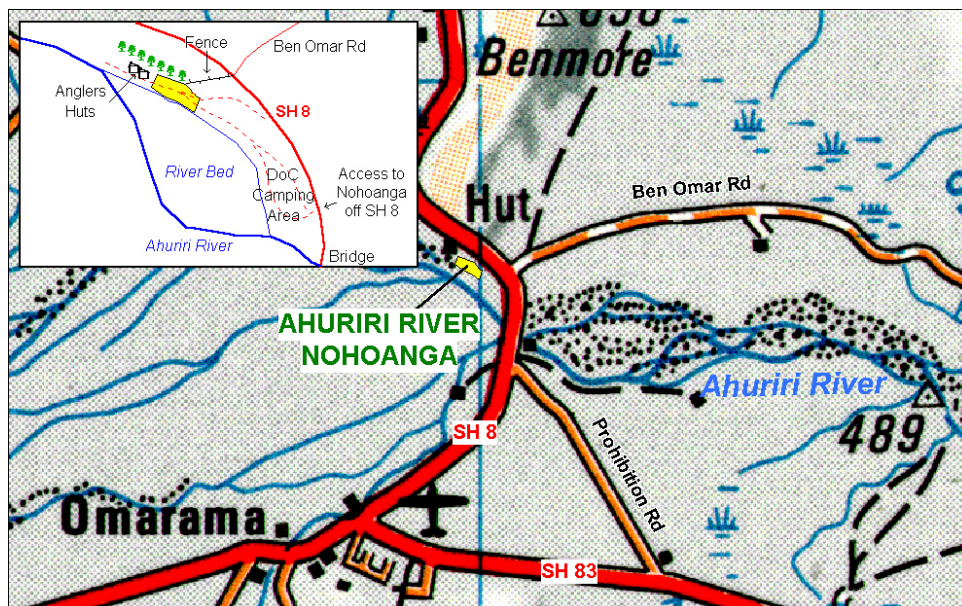 Fence
Ben Omar Rd
Anglers
Huts
SH 8
River Bed
DoC
Camping
Area
Access to
Nohoanga
off SH 8
Ahuriri River
Bridge
Benmore
Hut
Ben Omar Rd
AHURIRI RIVER
NOHOANGA
Ahuriri River
489
SH 8
Prohibition Rd
Omarama
SH 83